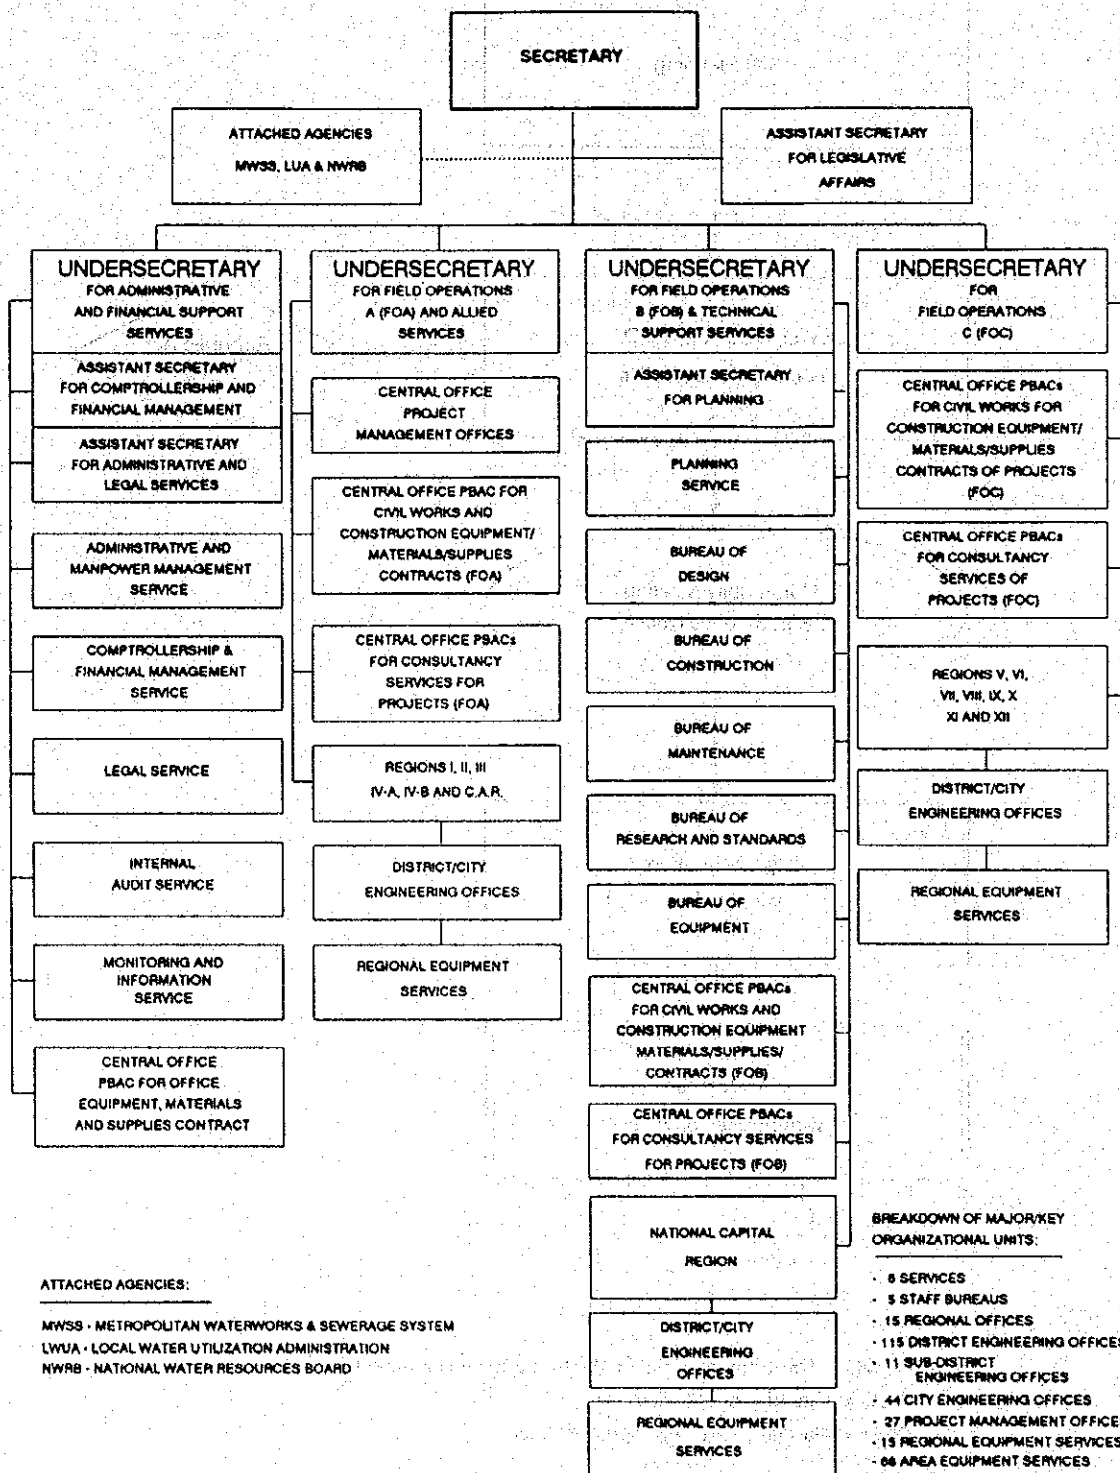 SECRETARY
ATTACHED AGENCIES
MWSS, LUA & NWRB
ASSISTANT SECRETARY
FOR LEGISLATIVE
AFFAIRS
UNDERSECRETARY
FOR ADMINISTRATIVE
AND FINANCIAL SUPPORT
SERVICES
ASSISTANT SECRETARY
FOR COMPTROLLERSHIP AND
FINANCIAL MANAGEMENT
ASSISTANT SECRETARY
FOR ADMINISTRATIVE AND
LEGAL SERVICES
ADMINISTRATIVE AND
MANPOWER MANAGEMENT
SERVICE
COMPTROLLERSHIP &
FINANCIAL MANAGEMENT
SERVICE
LEGAL SERVICE
INTERNAL
AUDIT SERVICE
MONITORING AND
INFORMATION
SERVICE
CENTRAL OFFICE
PBAC FOR OFFICE
EQUIPMENT, MATERIALS
AND SUPPLIES CONTRACT
UNDERSECRETARY
FOR FIELD OPERATIONS
A (FOA) AND ALLIED
SERVICES
CENTRAL OFFICE
PROJECT
MANAGEMENT OFFICES
CENTRAL OFFICE PBAC FOR
CIVIL WORKS AND
CONSTRUCTION EQUIPMENT/
MATERIALS/SUPPLIES
CONTRACTS (FOA)
CENTRAL OFFICE PBACs
FOR CONSULTANCY
SERVICES FOR
PROJECTS (FOA)
REGIONS I, II, III
IV-A, IV-B AND C.A.R.
DISTRICT/CITY
ENGINEERING OFFICES
REGIONAL EQUIPMENT
SERVICES
UNDERSECRETARY
FOR FIELD OPERATIONS
B (FOB) & TECHNICAL
SUPPORT SERVICES
ASSISTANT SECRETARY
FOR PLANNING
PLANNING
SERVICE
BUREAU OF
DESIGN
BUREAU OF
CONSTRUCTION
BUREAU OF
MAINTENANCE
BUREAU OF
RESEARCH AND STANDARDS
BUREAU OF
EQUIPMENT
CENTRAL OFFICE PBACs
FOR CIVIL WORKS AND
CONSTRUCTION EQUIPMENT
MATERIALS/SUPPLIES/
CONTRACTS (FOB)
CENTRAL OFFICE PBACs
FOR CONSULTANCY SERVICES
FOR PROJECTS (FOB)
NATIONAL CAPITAL
REGION
DISTRICT/CITY
ENGINEERING
OFFICES
REGIONAL EQUIPMENT
SERVICES
UNDERSECRETARY
FOR
FIELD OPERATIONS
C (FOC)
CENTRAL OFFICE PBACs
FOR CIVIL WORKS FOR
CONSTRUCTION EQUIPMENT/
MATERIALS/SUPPLIES
CONTRACTS OF PROJECTS
(FOC)
CENTRAL OFFICE PBACs
FOR CONSULTANCY
SERVICES OF
PROJECTS (FOC)
REGIONS V, VI,
VII, VIII, IX, X
XI AND XII
DISTRICT/CITY
ENGINEERING OFFICES
REGIONAL EQUIPMENT
SERVICES
ATTACHED AGENCIES:
MWSS - METROPOLITAN WATERWORKS & SEWERAGE SYSTEM
LWUA - LOCAL WATER UTILIZATION ADMINISTRATION
NWRB - NATIONAL WATER RESOURCES BOARD
BREAKDOWN OF MAJOR/KEY
ORGANIZATIONAL UNITS:
- 6 SERVICES
- 5 STAFF BUREAUS
- 15 REGIONAL OFFICES
- 115 DISTRICT ENGINEERING OFFICES
- 11 SUB-DISTRICT
ENGINEERING OFFICES
- 44 CITY ENGINEERING OFFICES
- 27 PROJECT MANAGEMENT OFFICE
- 15 REGIONAL EQUIPMENT SERVICES
AREA EQUIPMENT SERVICES